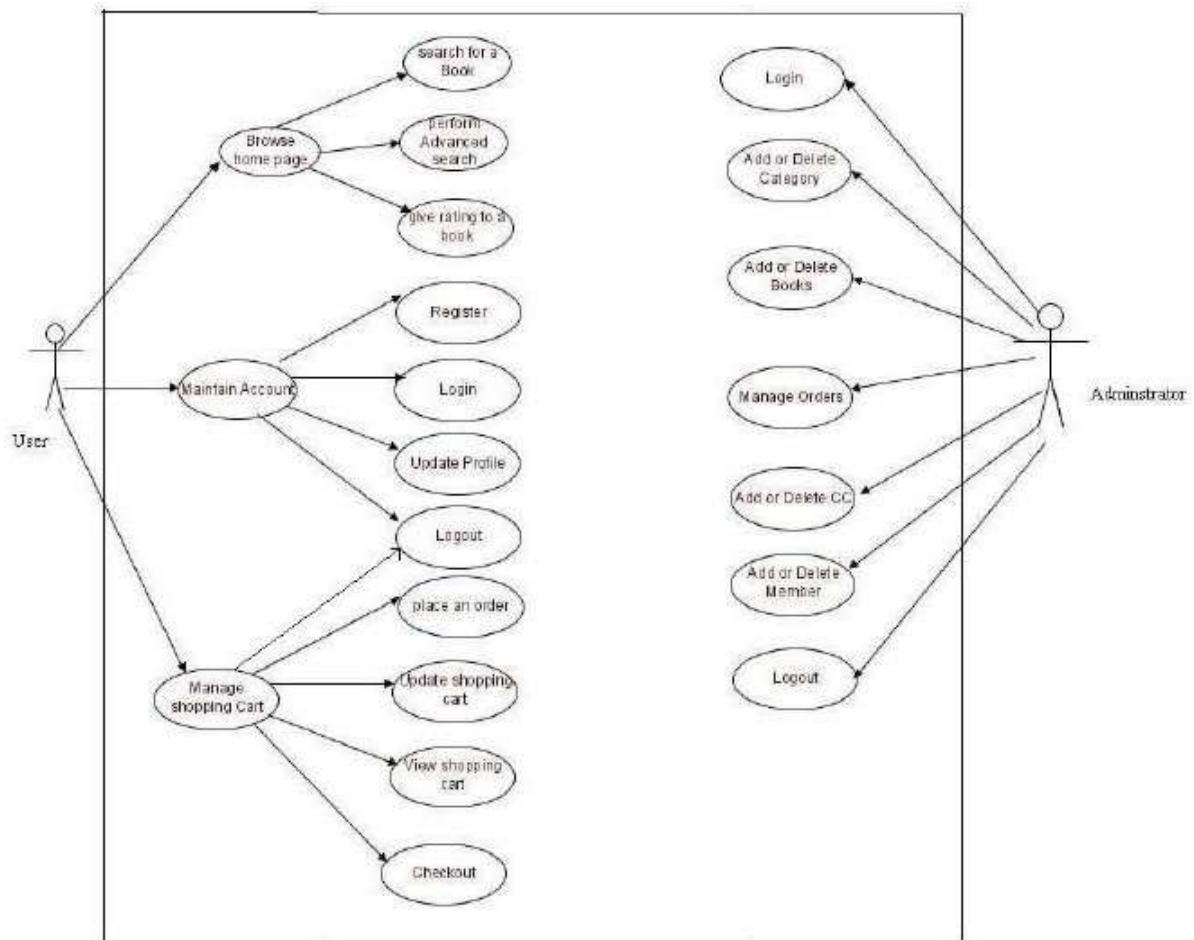 search for a
Book
perform
Advanced
search
Browse
home page
give rating to a
book
Register
Maintain Account
Login
User
Update Profile
Logout
place an order
Manage
shopping Cart
Update shopping
cart
View shopping
cart
Checkout
Login
Add or Delete
Category
Add or Delete
Books
Manage Orders
Adminstrator
Add or Delete CC
Add or Delete
Member
Logout